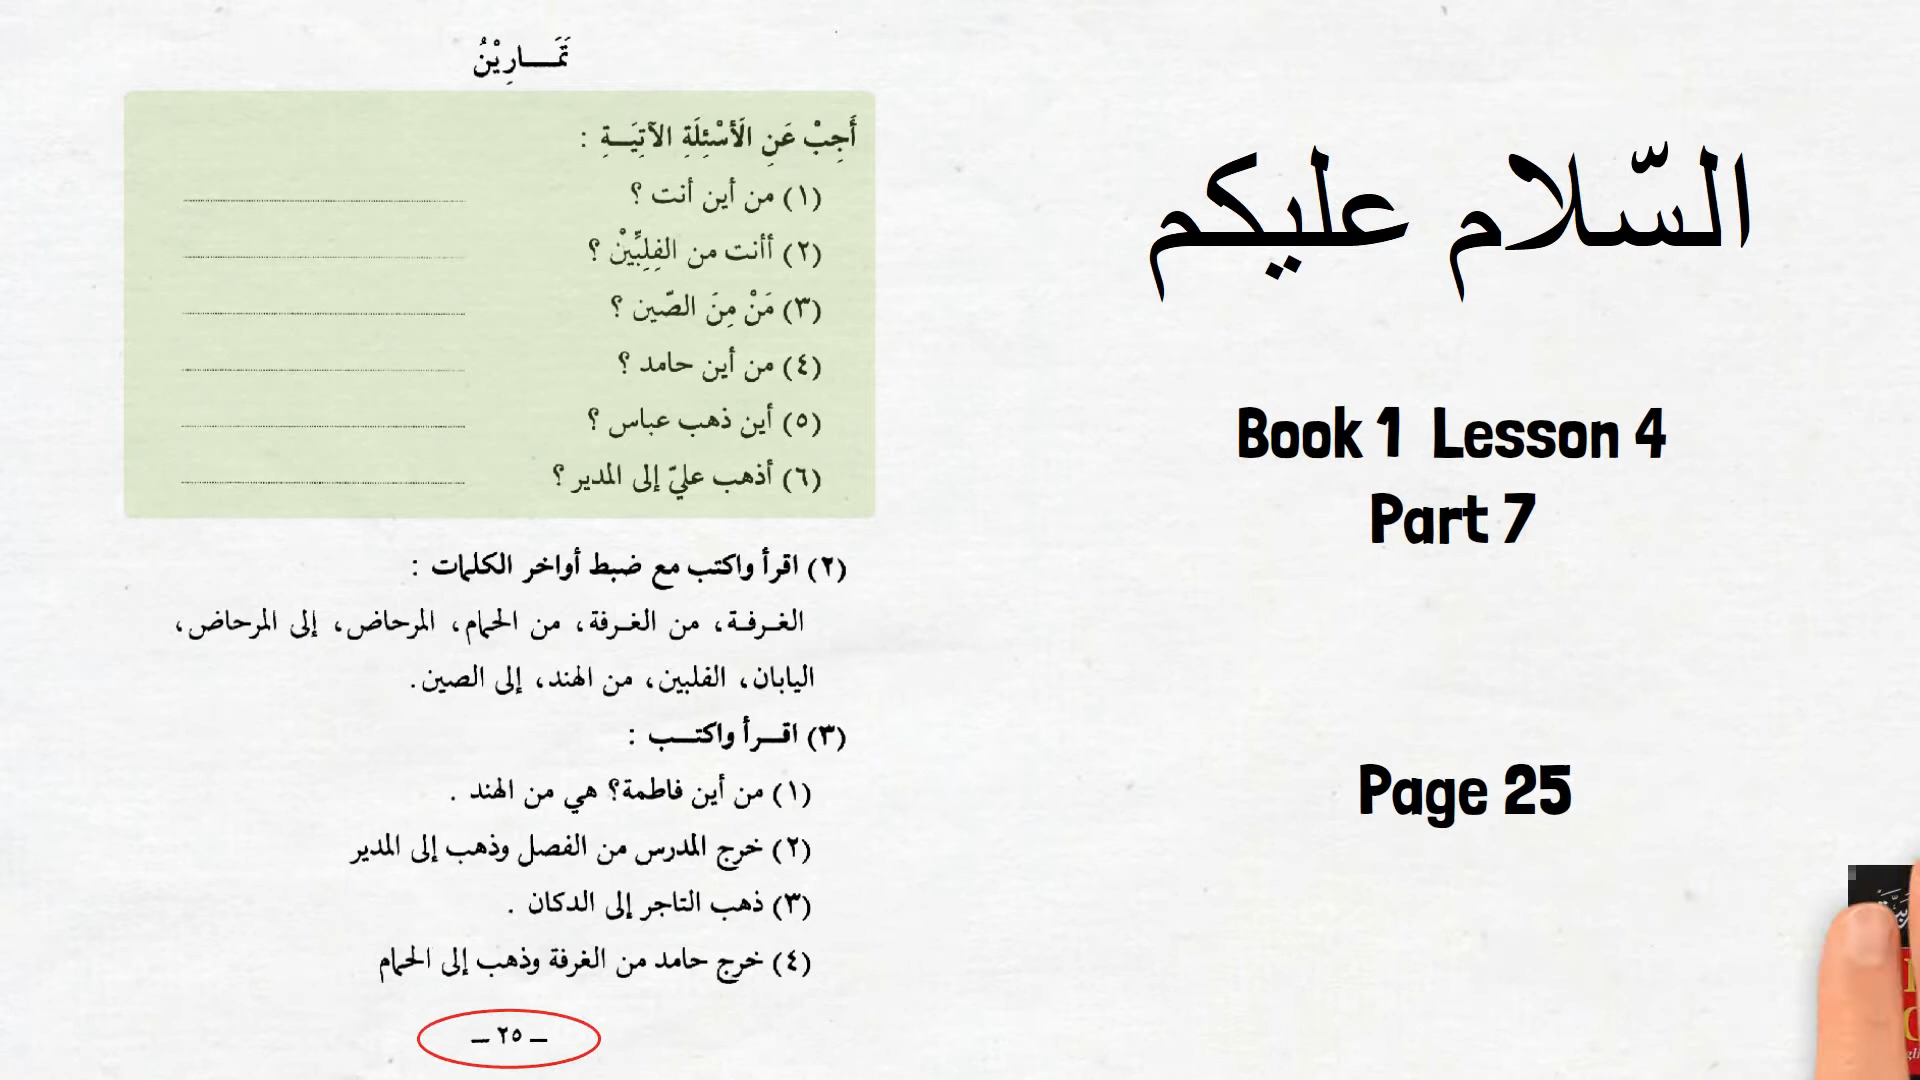 تَمَـــارِيْنُ
أَجِبْ عَنِ الْأَسْئِلَةِ الآتِيَـــةِ :
(١) من أين أنت ؟
(٢) أأنت من الفِلِبِّيْنْ ؟
(٣) مَنْ مِنَ الصّين ؟
(٤) من أين حامد ؟
(٥) أين ذهب عباس ؟
(٦) أذهب عليّ إلى المدير ؟
(٢) اقرأ واكتب مع ضبط أواخر الكلمات :
الغـرفـة، من الغـرفة، من الحمام، المرحاض، إلى المرحاض،
اليابان، الفلبين، من الهند، إلى الصين.
(٣) اقـــرأ واكتـــب :
(١) من أين فاطمة؟ هي من الهند .
(٢) خرج المدرس من الفصل وذهب إلى المدير
(٣) ذهب التاجر إلى الدكان .
(٤) خرج حامد من الغرفة وذهب إلى الحمام
– ٢٥ –
السّلام عليكم
Book 1 Lesson 4
Part 7
Page 25